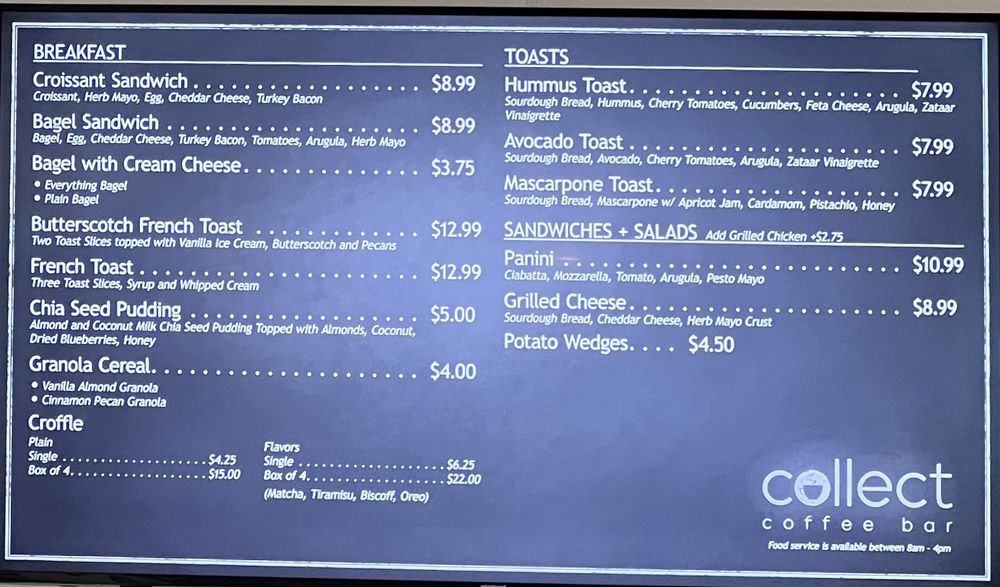 BREAKFAST
Croissant Sandwich . . . . . . . . . . . . . . . . . . . $8.99
Croissant, Herb Mayo, Egg, Cheddar Cheese, Turkey Bacon
Bagel Sandwich . . . . . . . . . . . . . . . . . . . . . $8.99
Bagel, Egg, Cheddar Cheese, Turkey Bacon, Tomatoes, Arugula, Herb Mayo
Bagel with Cream Cheese. . . . . . . . . . . . . . . $3.75
• Everything Bagel
• Plain Bagel
Butterscotch French Toast . . . . . . . . . . . . . . $12.99
Two Toast Slices topped with Vanilla Ice Cream, Butterscotch and Pecans
French Toast . . . . . . . . . . . . . . . . . . . . . . . $12.99
Three Toast Slices, Syrup and Whipped Cream
Chia Seed Pudding . . . . . . . . . . . . . . . . . . . $5.00
Almond and Coconut Milk Chia Seed Pudding Topped with Almonds, Coconut,
Dried Blueberries, Honey
Granola Cereal. . . . . . . . . . . . . . . . . . . . . . $4.00
• Vanilla Almond Granola
• Cinnamon Pecan Granola
Croffle
Plain
Single . . . . . . . . . . . . . . . . . . $4.25
Box of 4. . . . . . . . . . . . . . . . . $15.00
Flavors
Single . . . . . . . . . . . . . . . . . . $6.25
Box of 4. . . . . . . . . . . . . . . . . $22.00
(Matcha, Tiramisu, Biscoff, Oreo)
TOASTS
Hummus Toast. . . . . . . . . . . . . . . . . . . . . . . $7.99
Sourdough Bread, Hummus, Cherry Tomatoes, Cucumbers, Feta Cheese, Arugula, Zataar
Vinaigrette
Avocado Toast . . . . . . . . . . . . . . . . . . . . . . . $7.99
Sourdough Bread, Avocado, Cherry Tomatoes, Arugula, Zataar Vinaigrette
Mascarpone Toast. . . . . . . . . . . . . . . . . . . . . $7.99
Sourdough Bread, Mascarpone w/ Apricot Jam, Cardamom, Pistachio, Honey
SANDWICHES + SALADS Add Grilled Chicken +$2.75
Panini . . . . . . . . . . . . . . . . . . . . . . . . . . . . $10.99
Ciabatta, Mozzarella, Tomato, Arugula, Pesto Mayo
Grilled Cheese. . . . . . . . . . . . . . . . . . . . . . . $8.99
Sourdough Bread, Cheddar Cheese, Herb Mayo Crust
Potato Wedges. . . . $4.50
collect
coffee bar
Food service is available between 8am - 4pm